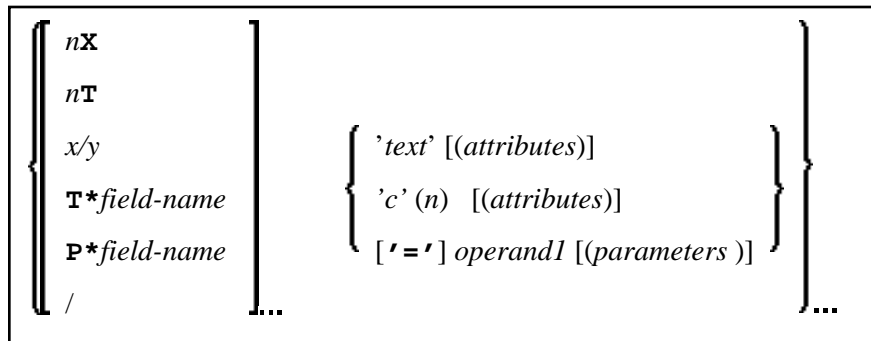 nX
nT
x/y
T*field-name
P*field-name
/
...
’text’ [(attributes)]
’c’ (n) [(attributes)]
[’=’] operand1 [(parameters )]
...